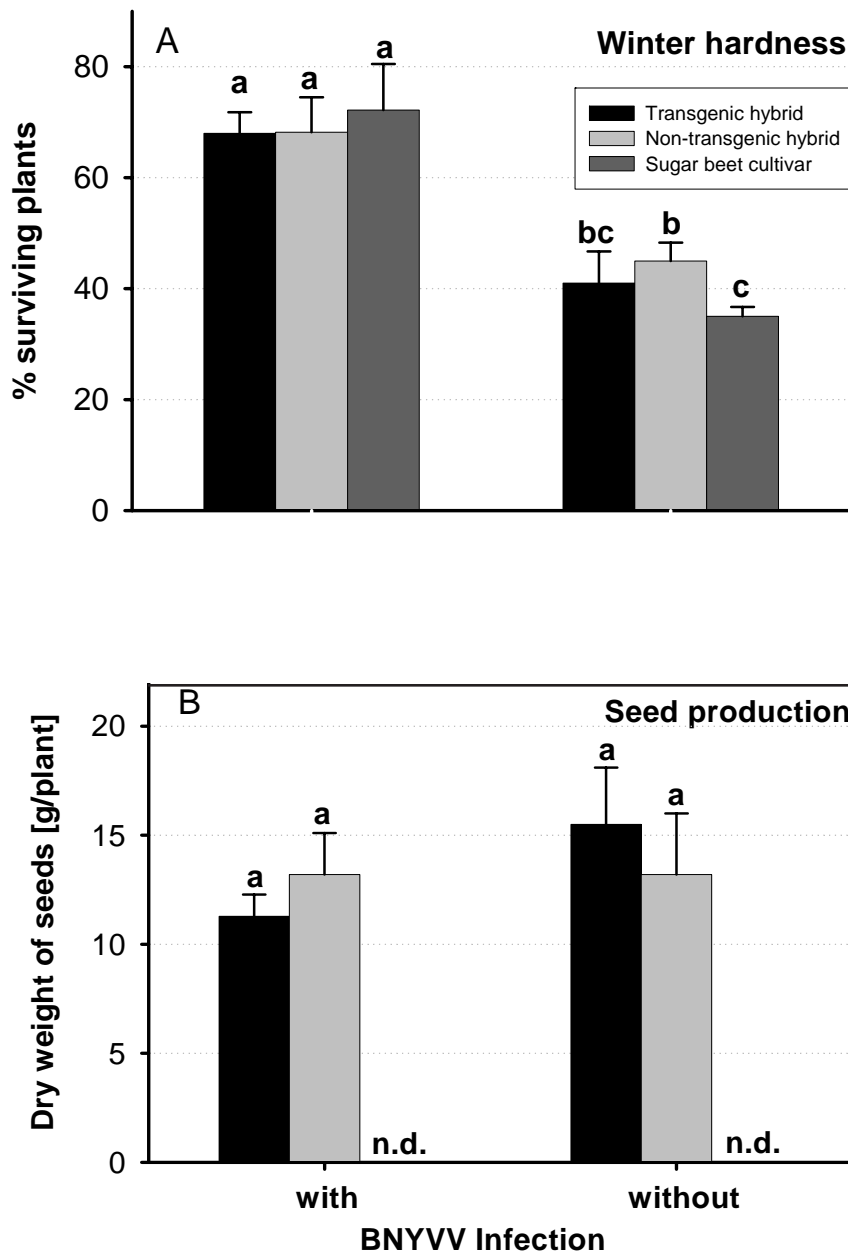 A
Winter hardness
% surviving plants
80
60
40
20
0
a
a
a
bc
b
c
Transgenic hybrid
Non-transgenic hybrid
Sugar beet cultivar
B
Seed production
Dry weight of seeds [g/plant]
20
15
10
5
0
a
a
n.d.
a
a
n.d.
with
without
BNYVV Infection